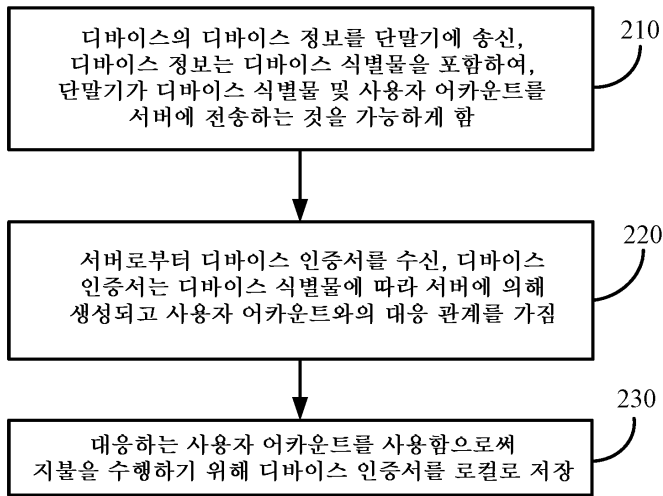 디바이스의 디바이스 정보를 단말기에 송신,
디바이스 정보는 디바이스 식별물을 포함하여,
단말기가 디바이스 식별물 및 사용자 어카운트를
서버에 전송하는 것을 가능하게 함
210
서버로부터 디바이스 인증서를 수신, 디바이스
인증서는 디바이스 식별물에 따라 서버에 의해
생성되고 사용자 어카운트와의 대응 관계를 가짐
220
대응하는 사용자 어카운트를 사용함으로써
지불을 수행하기 위해 디바이스 인증서를 로컬로 저장
230